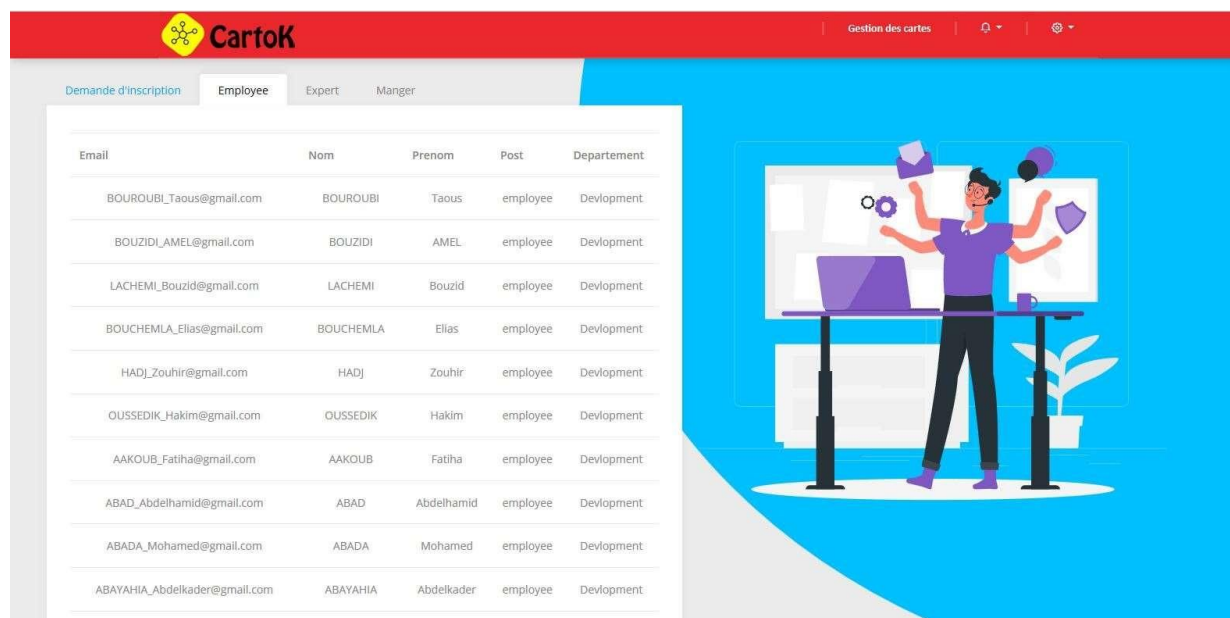 CartoK
Gestion des cartes
Demande d'inscription Employee Expert Manger
Email Nom Prenom Post Departement
BOUROUBI_Taous@gmail.com BOUROUBI Taous employee Devlopment
BOUZIDI_AMEL@gmail.com BOUZIDI AMEL employee Devlopment
LACHEMI_Bouzid@gmail.com LACHEMI Bouzid employee Devlopment
BOUCHEMLA_Elias@gmail.com BOUCHEMLA Elias employee Devlopment
HADJ_Zouhir@gmail.com HADJ Zouhir employee Devlopment
OUSSEDIK_Hakim@gmail.com OUSSEDIK Hakim employee Devlopment
AAKOUB_Fatiha@gmail.com AAKOUB Fatiha employee Devlopment
ABAD_Abdelhamid@gmail.com ABAD Abdelhamid employee Devlopment
ABADA_Mohamed@gmail.com ABADA Mohamed employee Devlopment
ABAYAHIA_Abdelkader@gmail.com ABAYAHIA Abdelkader employee Devlopment